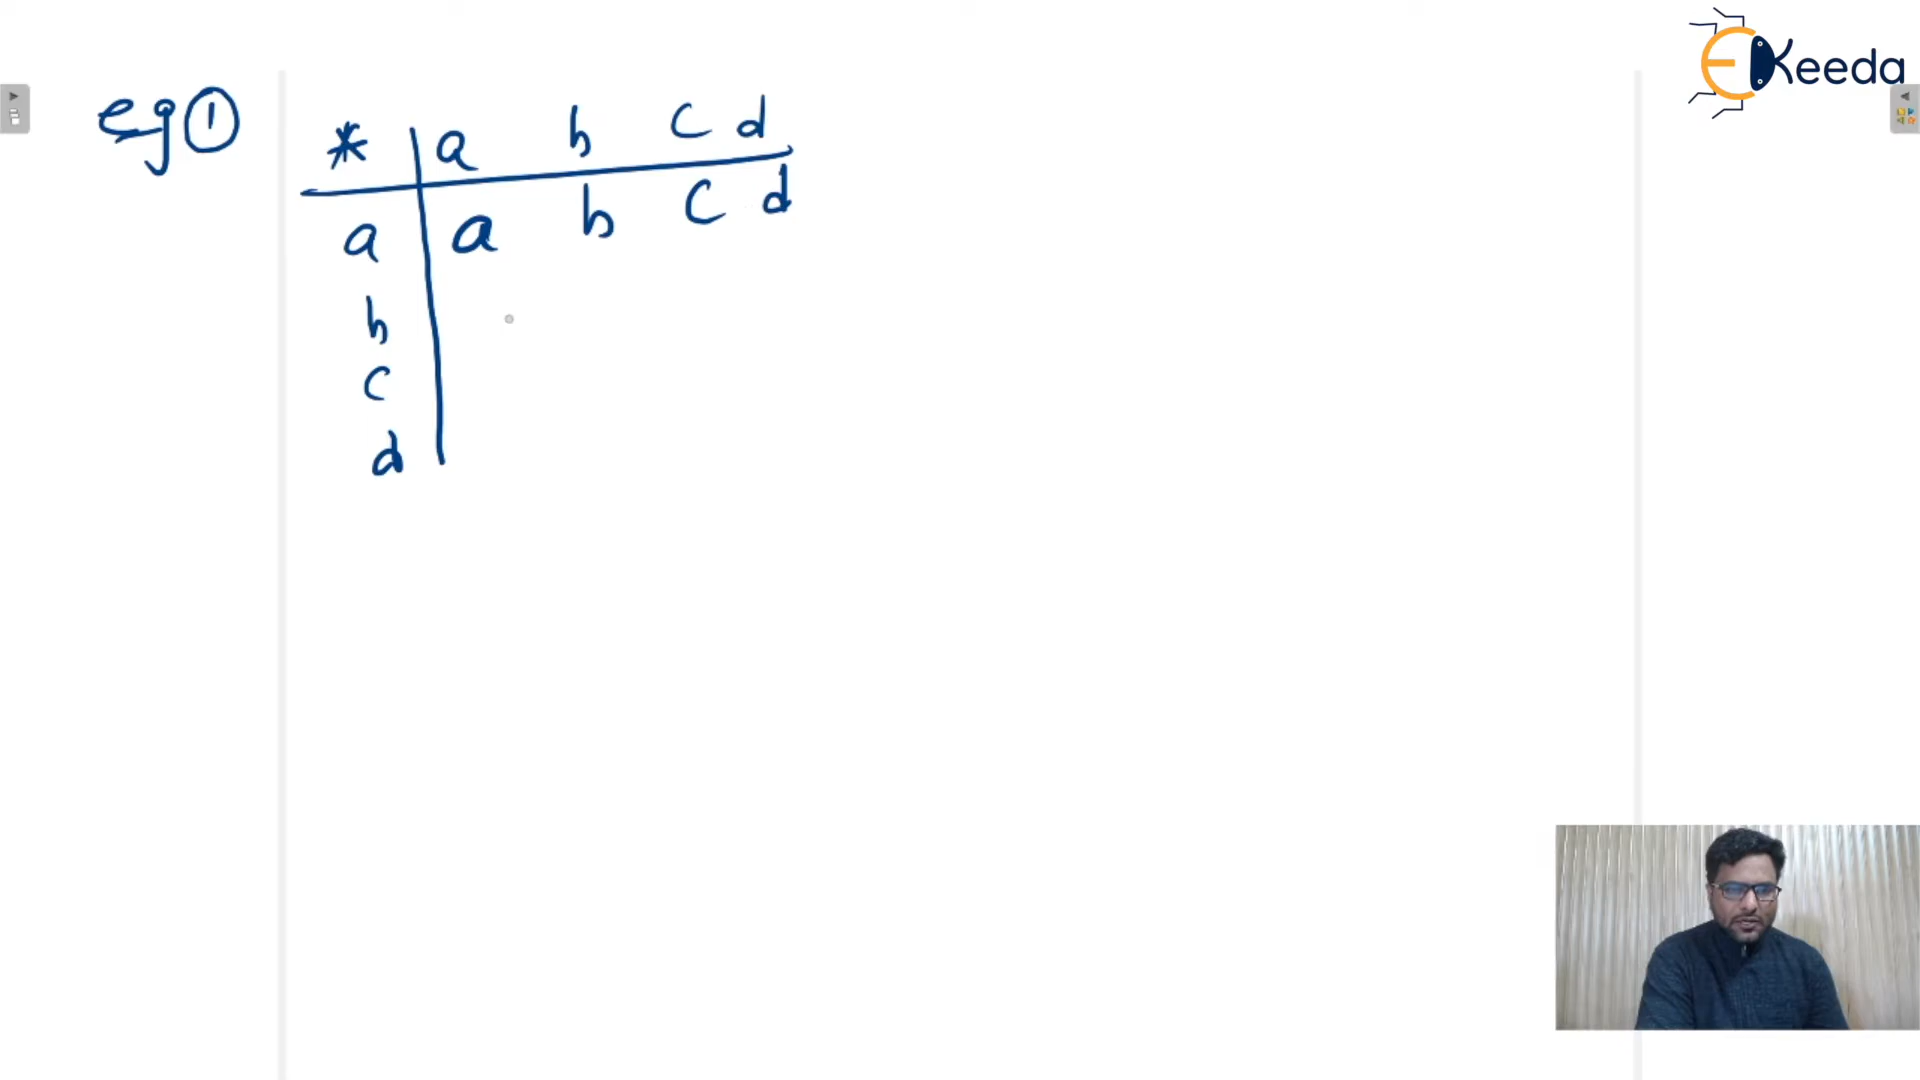 EKeeda
eg ①
* a b c d
a a b c d
b
c
d